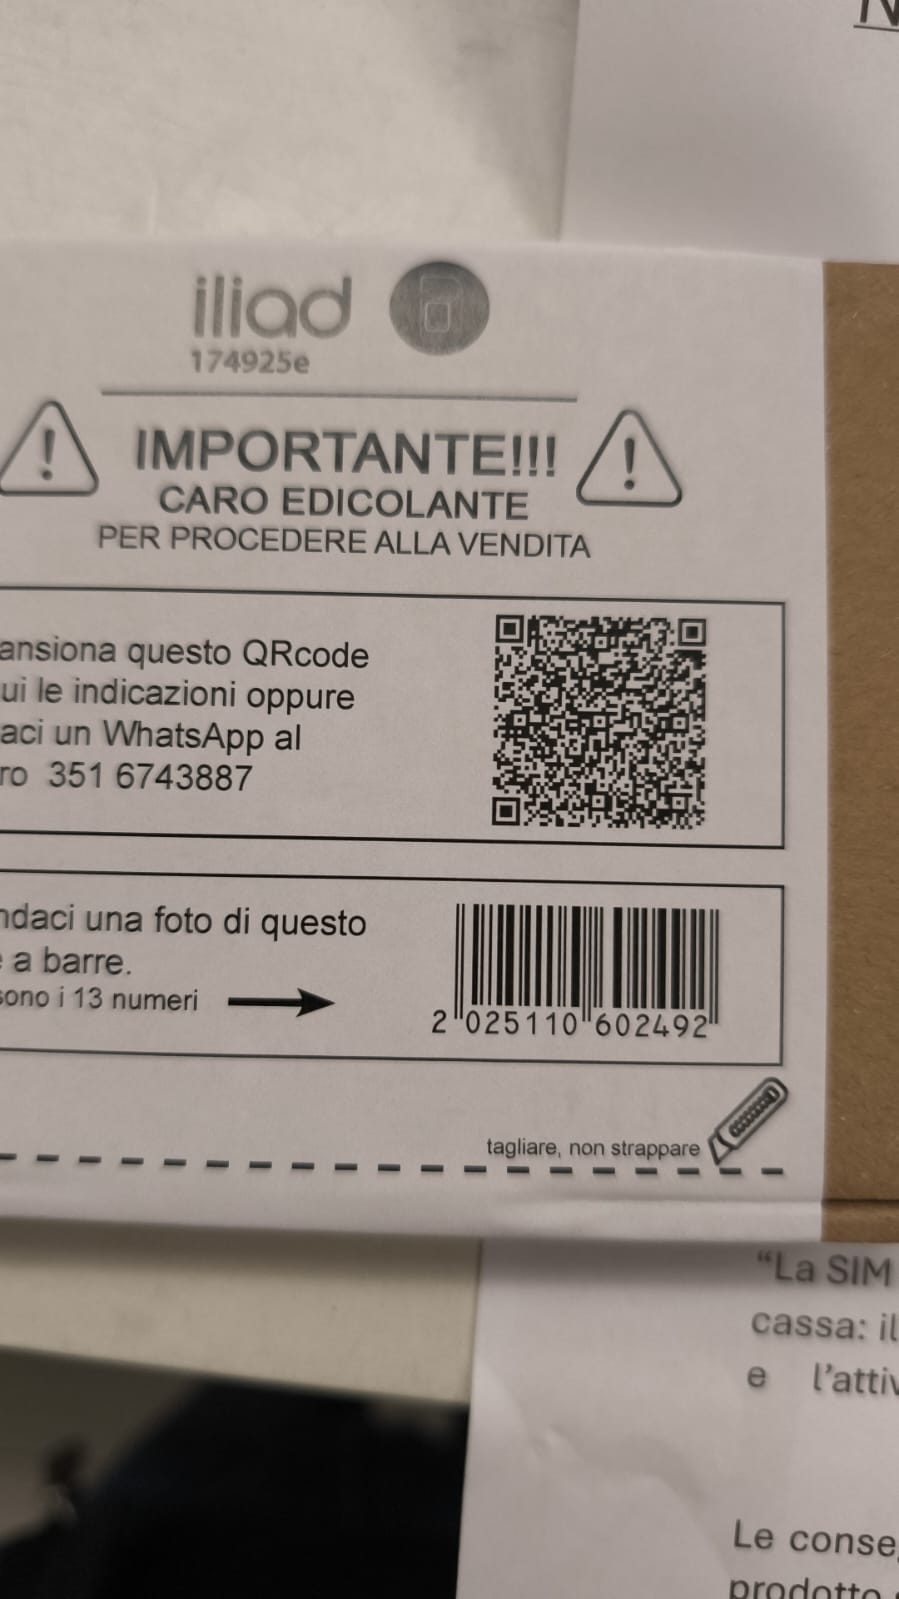 iliad
174925e
IMPORTANTE!!!
CARO EDICOLANTE
PER PROCEDERE ALLA VENDITA
ansiona questo QRcode
ui le indicazioni oppure
aci un WhatsApp al
ro 351 6743887
ndaci una foto di questo
e a barre.
sono i 13 numeri
2 025110 602492
tagliare, non strappare
"La SIM
cassa: il
e l'attiv
Le conse
prodotto